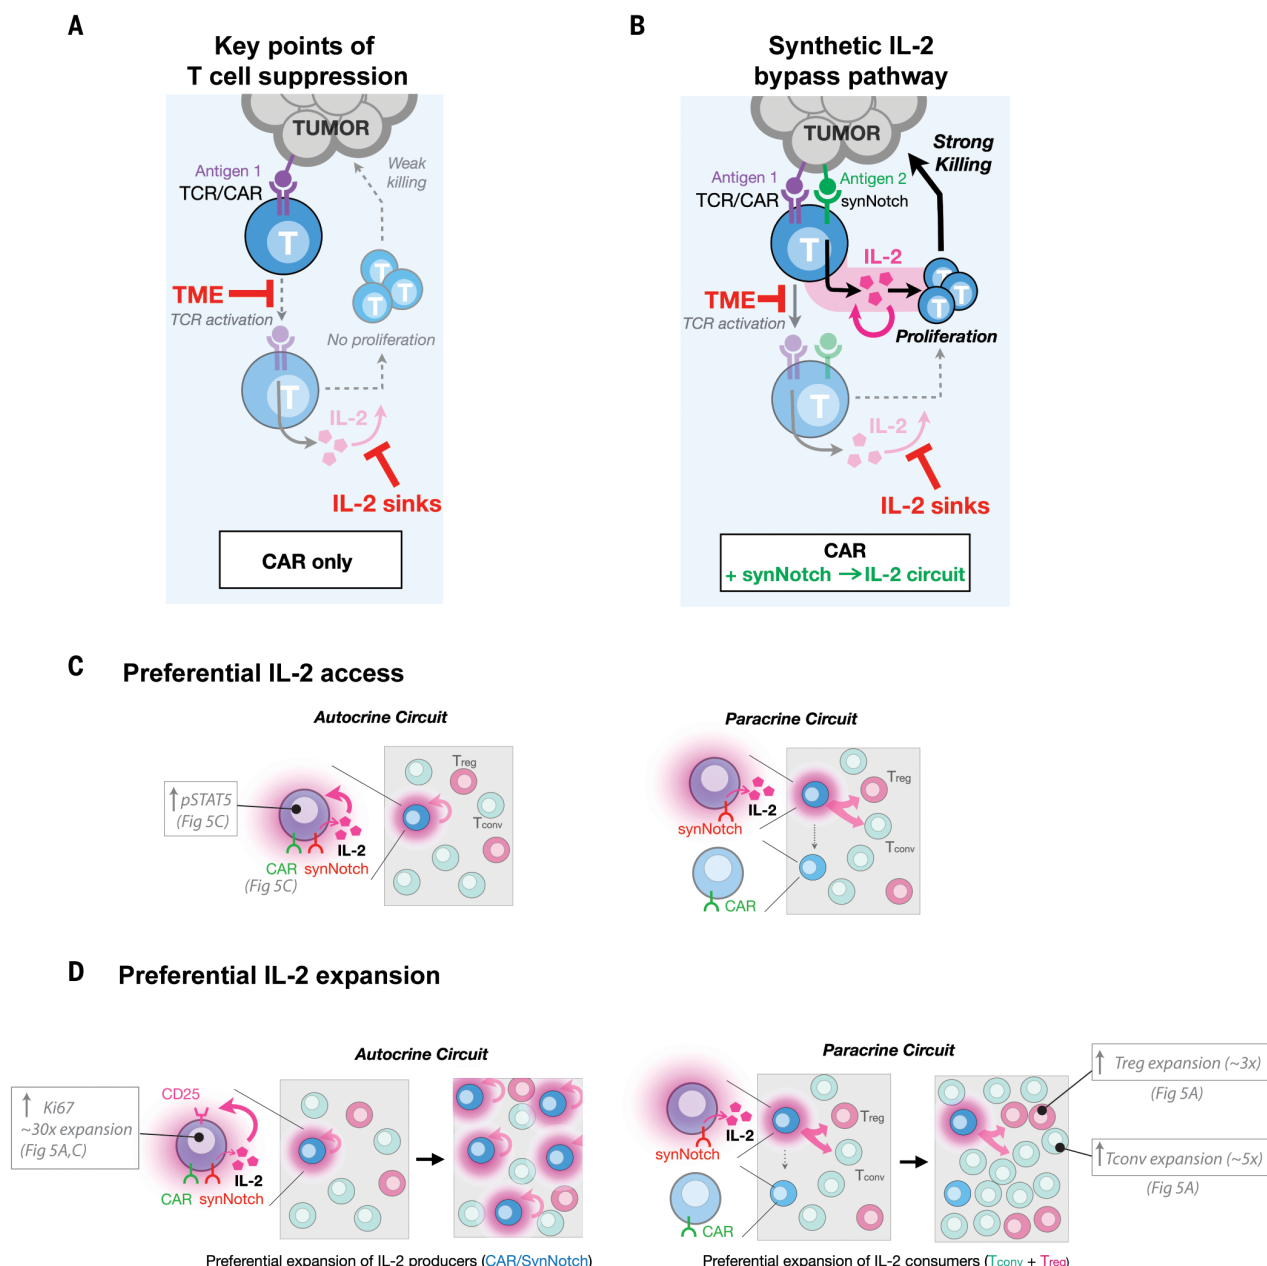 A
Key points of
T cell suppression
TUMOR
Antigen 1
TCR/CAR
Weak
killing
T
TME
TCR activation
T
T
T
No proliferation
T
IL-2
IL-2 sinks
CAR only
B
Synthetic IL-2
bypass pathway
TUMOR
Strong
Killing
Antigen 1
TCR/CAR
Antigen 2
synNotch
T
IL-2
TME
TCR activation
T
T
T
Proliferation
T
IL-2
IL-2 sinks
CAR
+ synNotch → IL-2 circuit
C
Preferential IL-2 access
Autocrine Circuit
↑ pSTAT5
(Fig 5C)
IL-2
CAR synNotch
(Fig 5C)
Treg
Tconv
Paracrine Circuit
synNotch
IL-2
CAR
Treg
Tconv
D
Preferential IL-2 expansion
Autocrine Circuit
↑ Ki67
~30x expansion
(Fig 5A,C)
CD25
IL-2
CAR synNotch
Preferential expansion of IL-2 producers (CAR/SynNotch)
Paracrine Circuit
synNotch
IL-2
CAR
Treg
Tconv
↑ Treg expansion (~3x)
(Fig 5A)
↑ Tconv expansion (~5x)
(Fig 5A)
Preferential expansion of IL-2 consumers (Tconv + Treg)